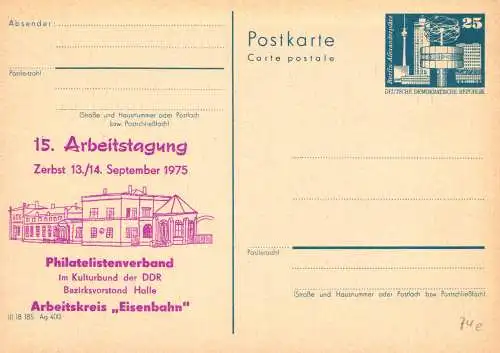 Absender:
Postleitzahl
(Straße und Hausnummer oder Postfach
bzw. Postschließfach)
15. Arbeitstagung
Zerbst 13./14. September 1975
Philatelistenverband
im Kulturbund der DDR
Bezirksvorstand Halle
Arbeitskreis „Eisenbahn"
III 18 185 Ag 400
Postkarte
Carte postale
25
Berlin, Alexanderplatz
DEUTSCHE DEMOKRATISCHE REPUBLIK
Postleitzahl
(Straße und Hausnummer oder Postfach bzw. Postschließfach)